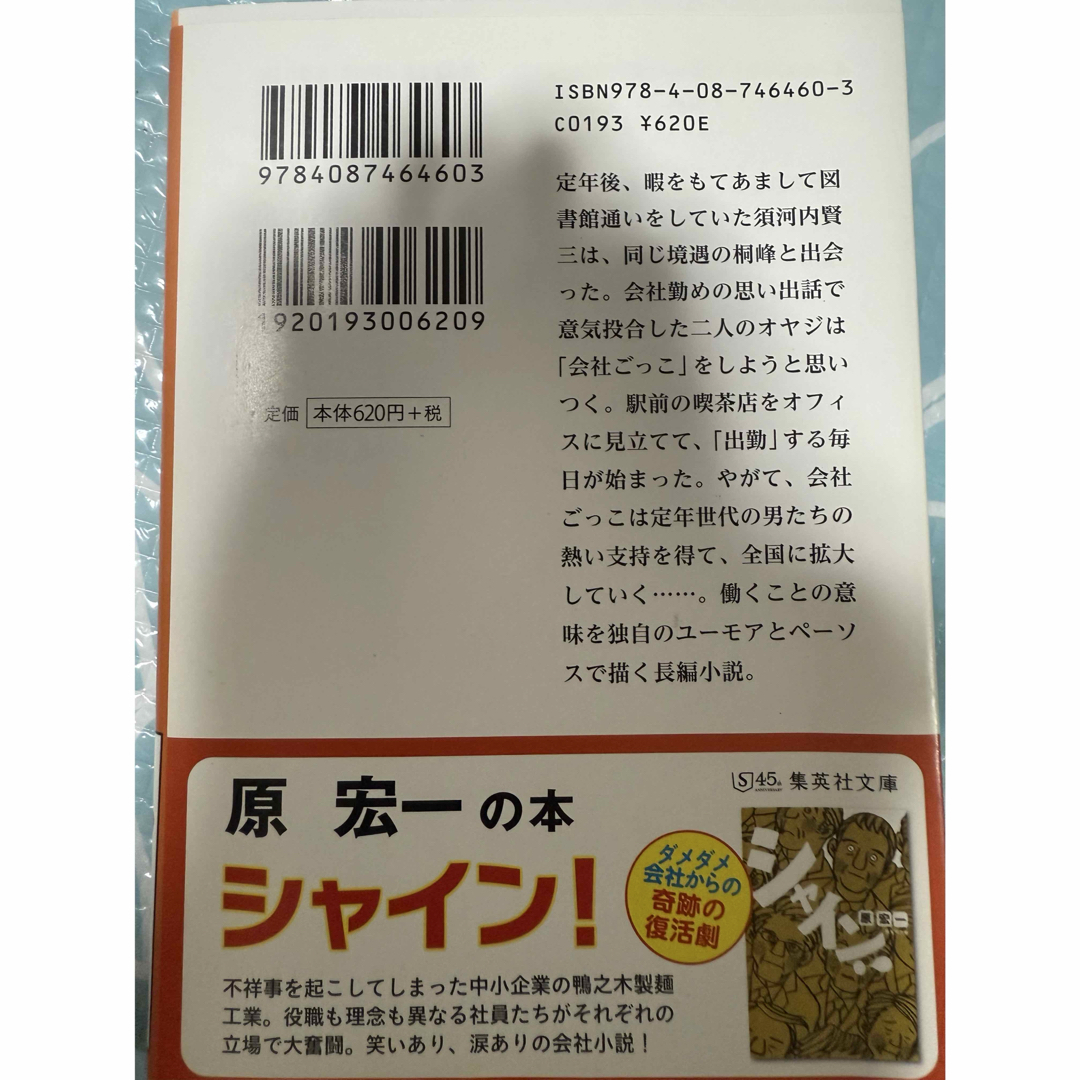 ISBN978-4-08-746460-3
C0193 ¥620E
9784087464603
1920193006209
定価 本体620円+税
定年後、暇をもてあまして図
書館通いをしていた須河内賢
三は、同じ境遇の桐峰と出会
った。会社勤めの思い出話で
意気投合した二人のオヤジは
「会社ごっこ」をしようと思い
つく。駅前の喫茶店をオフィ
スに見立てて、「出勤」する毎
日が始まった。やがて、会社
ごっこは定年世代の男たちの
熱い支持を得て、全国に拡大
していく……。働くことの意
味を独自のユーモアとペーソ
スで描く長編小説。
S 45th ANNIVERSARY 集英社文庫
原 宏一の本
シャイン!
ダメダメ
会社からの
奇跡の
復活劇
シャイン!
原 宏一
不祥事を起こしてしまった中小企業の鴨之木製麺
工業。役職も理念も異なる社員たちがそれぞれの
立場で大奮闘。笑いあり、涙ありの会社小説!